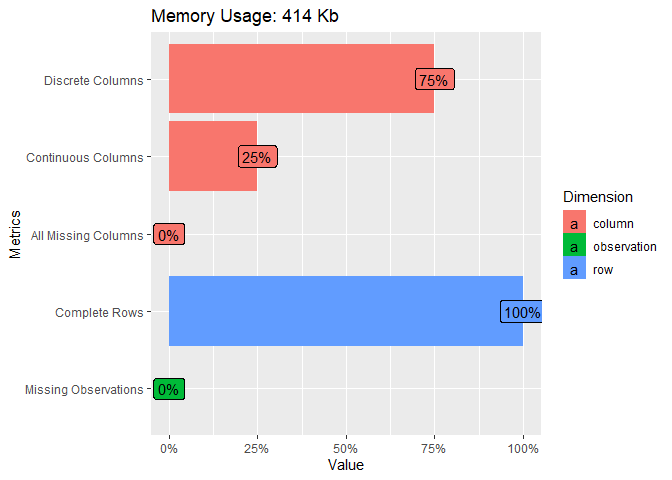 Memory Usage: 414 Kb
Discrete Columns
75%
Continuous Columns
25%
All Missing Columns
0%
Complete Rows
100%
Missing Observations
0%
Metrics
0% 25% 50% 75% 100%
Value
Dimension
a column
a observation
a row